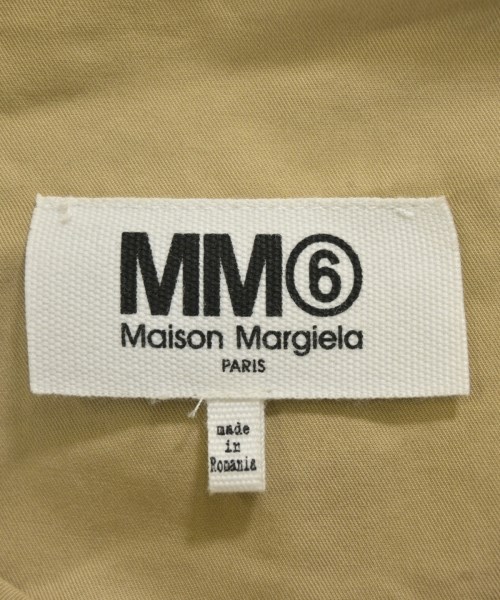 MM⑥
Maison Margiela
PARIS
made
in
Romania